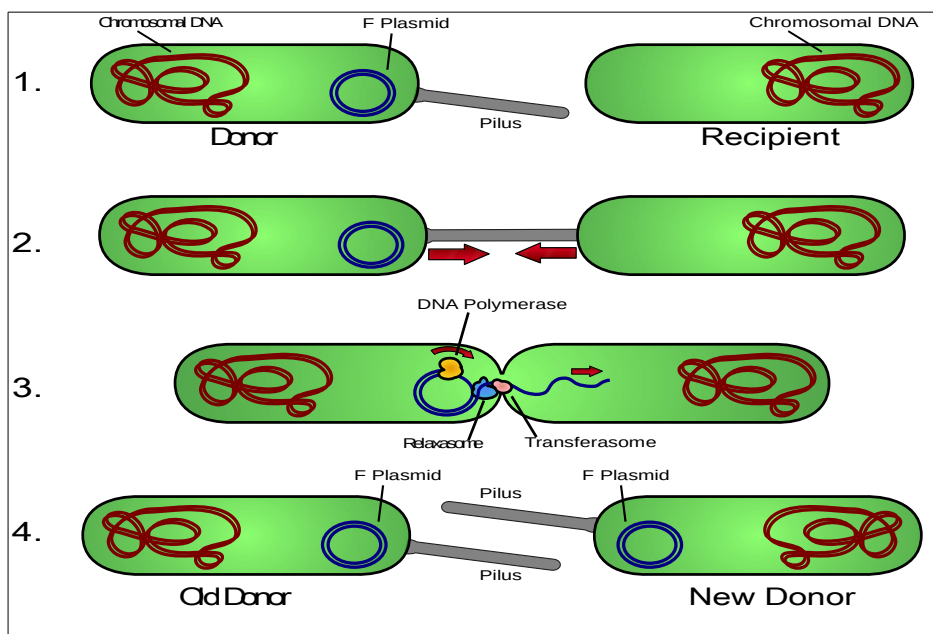 Chromosomal DNA
F Plasmid
Chromosomal DNA
1.
Pilus
Donor
Recipient
2.
DNA Polymerase
3.
Relaxasome
Transferasome
F Plasmid
Pilus
F Plasmid
4.
Pilus
Old Donor
New Donor